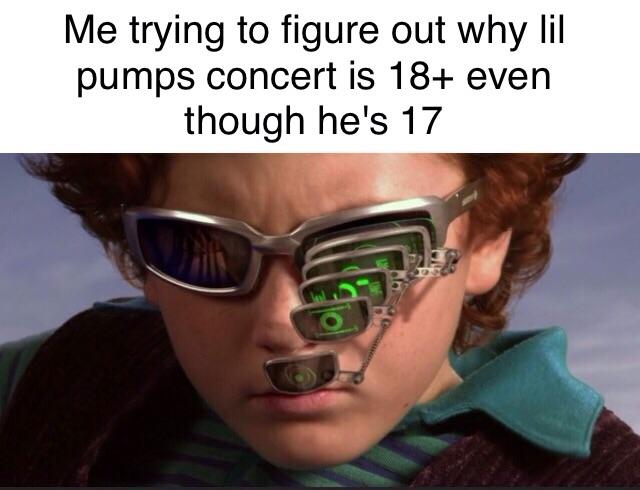 Me trying to figure out why lil
pumps concert is 18+ even
though he's 17